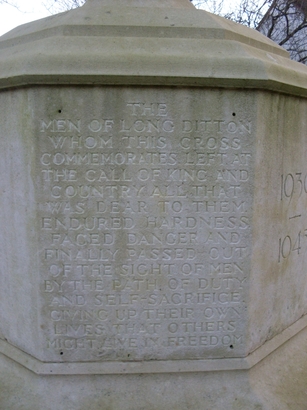 THE
MEN OF LONG DITTON
WHOM THIS CROSS
COMMEMORATES LEFT AT
THE CALL OF KING AND
COUNTRY ALL THAT
WAS DEAR TO THEM
ENDURED HARDNESS
FACED DANGER AND
FINALLY PASSED OUT
OF THE SIGHT OF MEN
BY THE PATH OF DUTY
AND SELF-SACRIFICE
GIVING UP THEIR OWN
LIVES THAT OTHERS
MIGHT LIVE IN FREEDOM
193
194